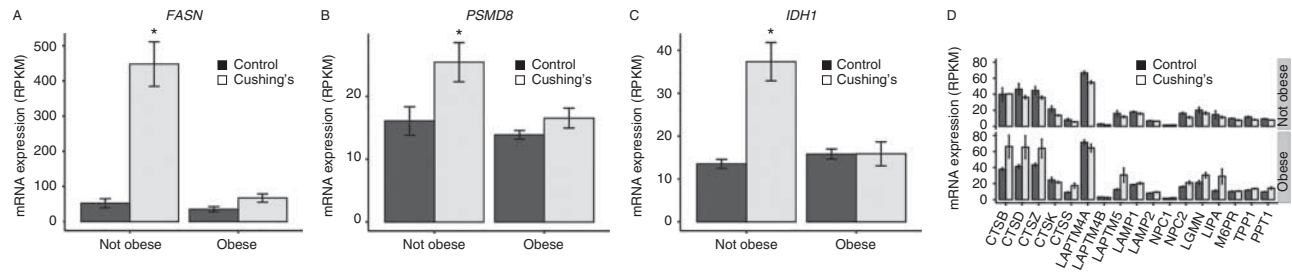 A
FASN
mRNA expression (RPKM)
500
400
300
200
100
0
*
Control
Cushing's
Not obese
Obese
B
PSMD8
mRNA expression (RPKM)
20
10
0
*
Control
Cushing's
Not obese
Obese
C
IDH1
mRNA expression (RPKM)
40
30
20
10
0
*
Control
Cushing's
Not obese
Obese
D
mRNA expression (RPKM)
Control
Cushing's
80
60
40
20
0
Not obese
mRNA expression (RPKM)
80
60
40
20
0
Obese
CTSB
CTSD
CTSZ
CTSK
CTSS
LAPTM4A
LAPTM4B
LAPTM5
LAMP1
LAMP2
NPC1
NPC2
LGMN
LIPA
M6PR
TPP1
PPT1